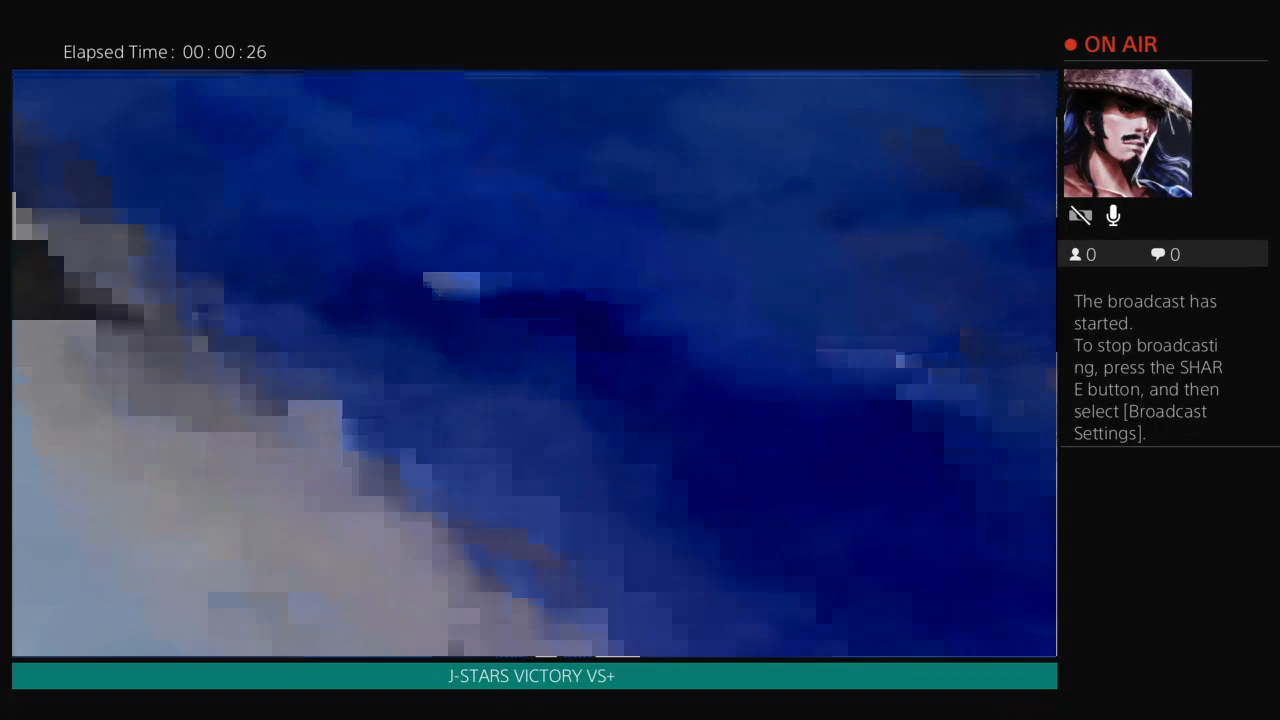 Elapsed Time: 00:00:26
ON AIR
0 0
The broadcast has
started.
To stop broadcasti
ng, press the SHAR
E button, and then
select [Broadcast
Settings].
J-STARS VICTORY VS+